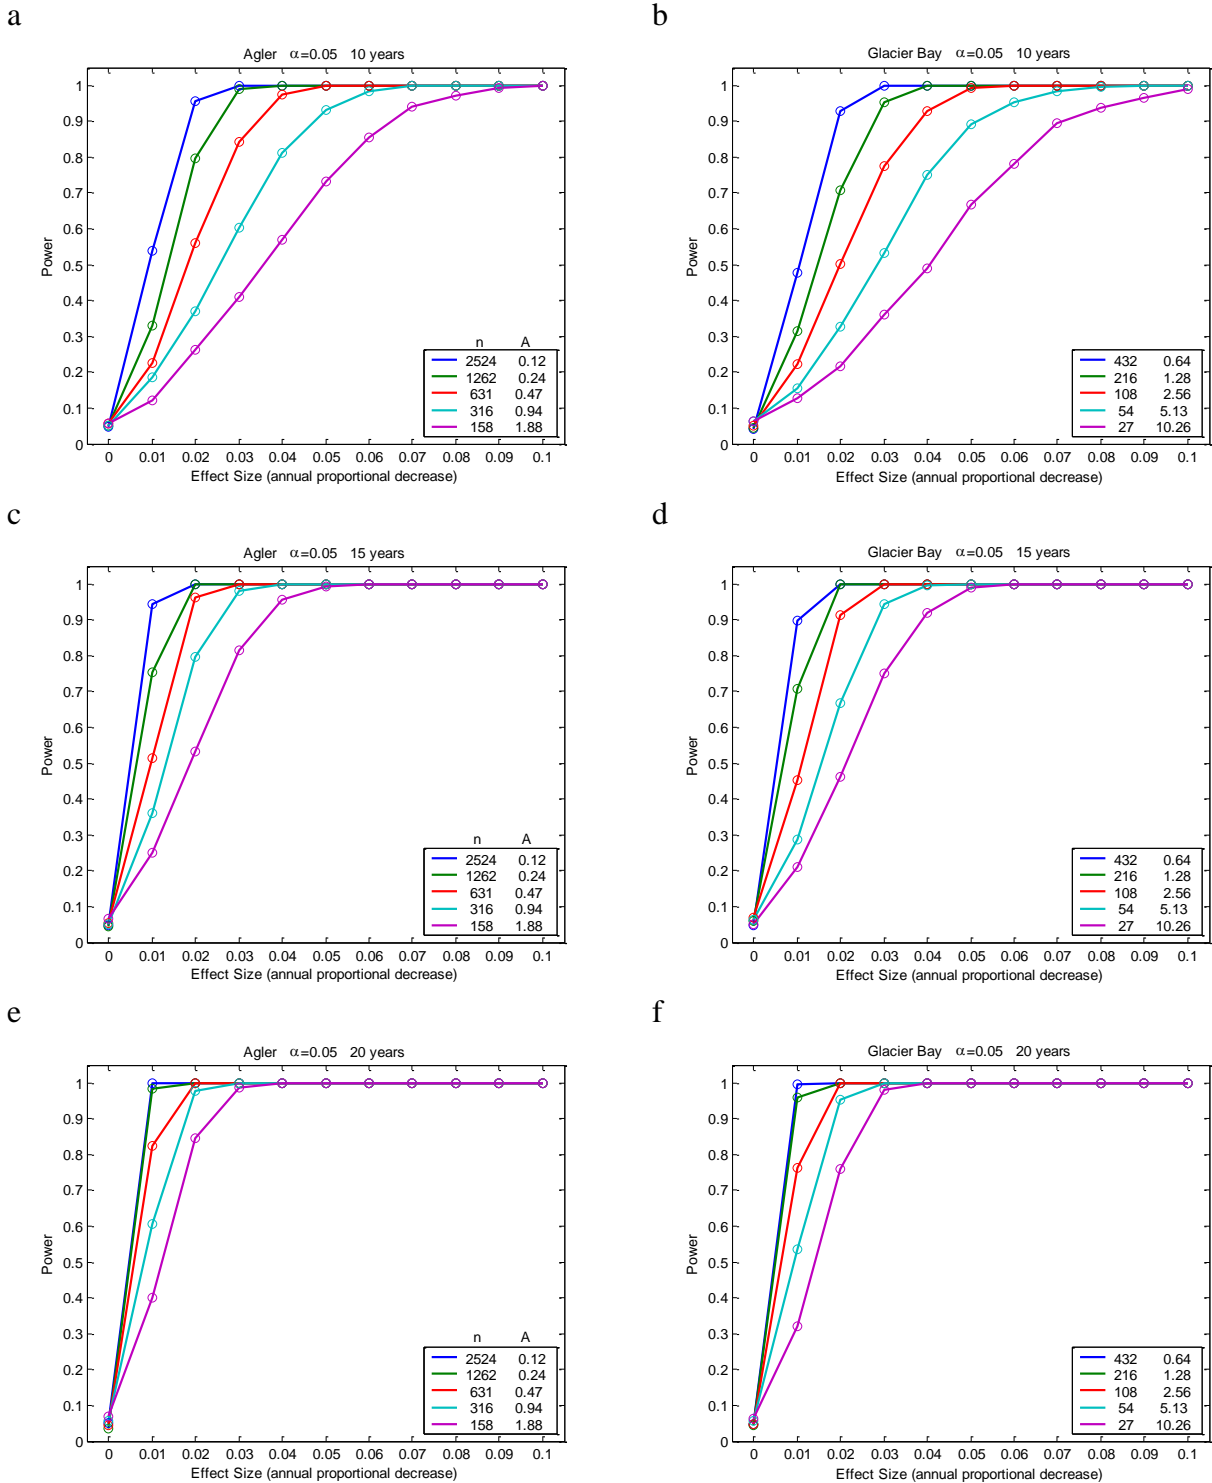 a
Agler α=0.05 10 years
1
0.9
0.8
0.7
0.6
0.5
0.4
0.3
0.2
0.1
0
Power
n A
2524 0.12
1262 0.24
631 0.47
316 0.94
158 1.88
0 0.01 0.02 0.03 0.04 0.05 0.06 0.07 0.08 0.09 0.1
Effect Size (annual proportional decrease)
b
Glacier Bay α=0.05 10 years
1
0.9
0.8
0.7
0.6
0.5
0.4
0.3
0.2
0.1
0
Power
432 0.64
216 1.28
108 2.56
54 5.13
27 10.26
0 0.01 0.02 0.03 0.04 0.05 0.06 0.07 0.08 0.09 0.1
Effect Size (annual proportional decrease)
c
Agler α=0.05 15 years
1
0.9
0.8
0.7
0.6
0.5
0.4
0.3
0.2
0.1
0
Power
n A
2524 0.12
1262 0.24
631 0.47
316 0.94
158 1.88
0 0.01 0.02 0.03 0.04 0.05 0.06 0.07 0.08 0.09 0.1
Effect Size (annual proportional decrease)
d
Glacier Bay α=0.05 15 years
1
0.9
0.8
0.7
0.6
0.5
0.4
0.3
0.2
0.1
0
Power
432 0.64
216 1.28
108 2.56
54 5.13
27 10.26
0 0.01 0.02 0.03 0.04 0.05 0.06 0.07 0.08 0.09 0.1
Effect Size (annual proportional decrease)
e
Agler α=0.05 20 years
1
0.9
0.8
0.7
0.6
0.5
0.4
0.3
0.2
0.1
0
Power
n A
2524 0.12
1262 0.24
631 0.47
316 0.94
158 1.88
0 0.01 0.02 0.03 0.04 0.05 0.06 0.07 0.08 0.09 0.1
Effect Size (annual proportional decrease)
f
Glacier Bay α=0.05 20 years
1
0.9
0.8
0.7
0.6
0.5
0.4
0.3
0.2
0.1
0
Power
432 0.64
216 1.28
108 2.56
54 5.13
27 10.26
0 0.01 0.02 0.03 0.04 0.05 0.06 0.07 0.08 0.09 0.1
Effect Size (annual proportional decrease)